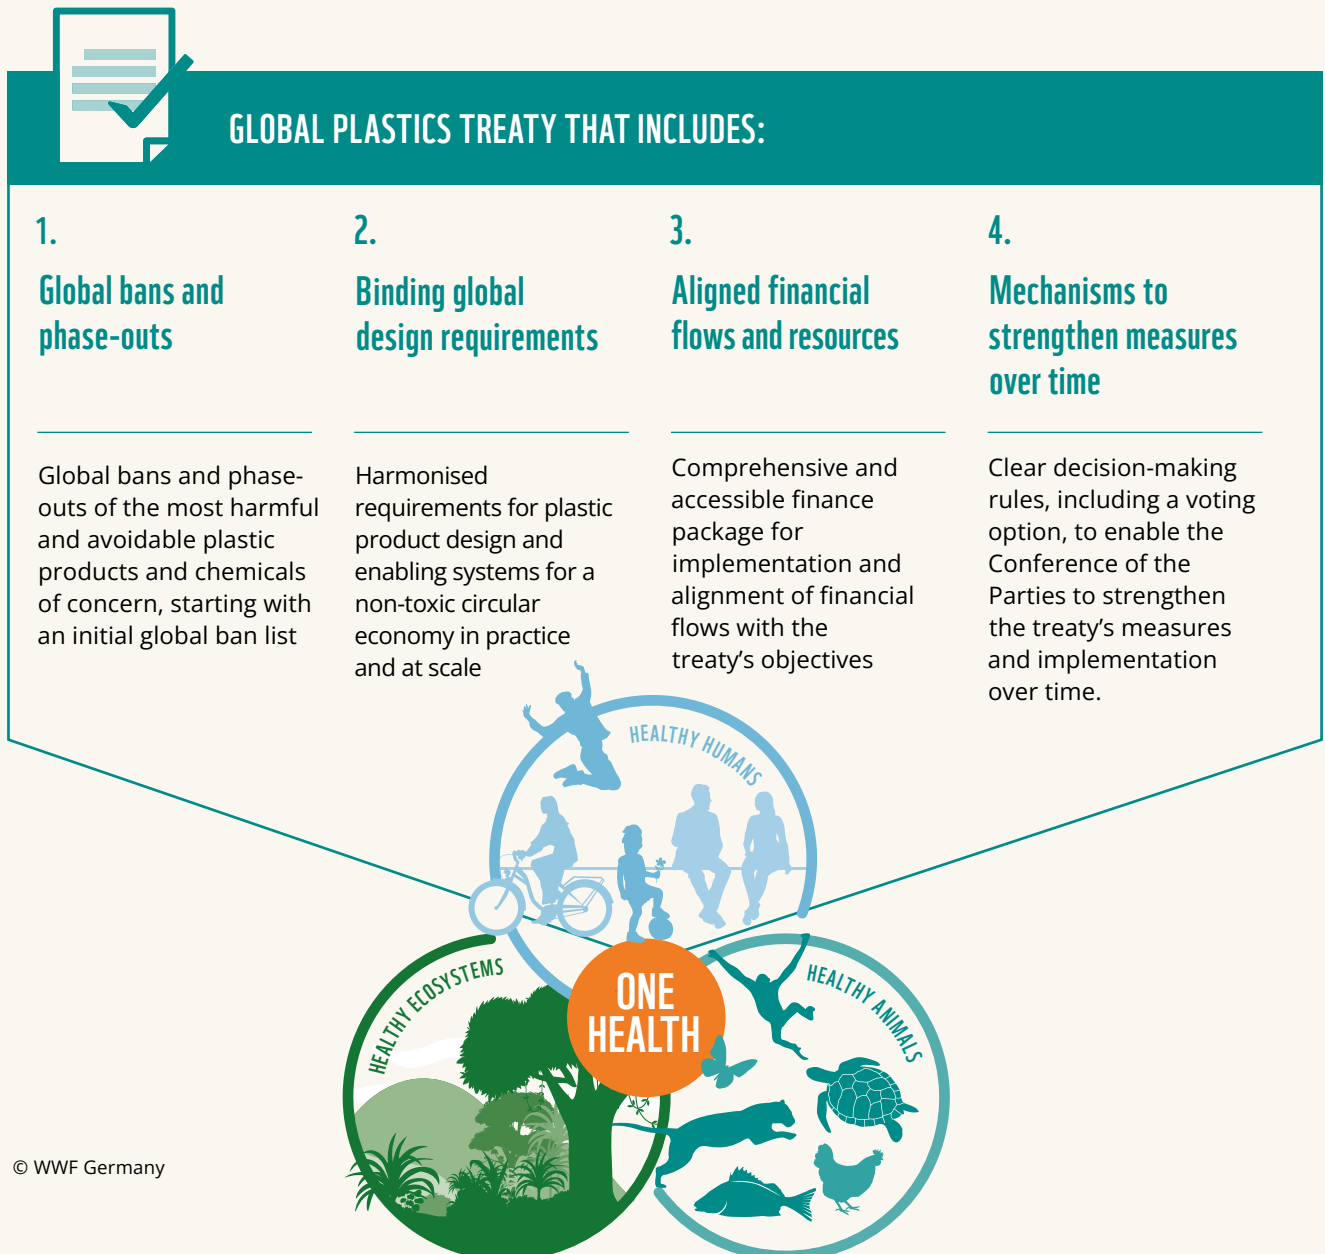 GLOBAL PLASTICS TREATY THAT INCLUDES:
1.
Global bans and
phase-outs
Global bans and phase-
outs of the most harmful
and avoidable plastic
products and chemicals
of concern, starting with
an initial global ban list
2.
Binding global
design requirements
Harmonised
requirements for plastic
product design and
enabling systems for a
non-toxic circular
economy in practice
and at scale
3.
Aligned financial
flows and resources
Comprehensive and
accessible finance
package for
implementation and
alignment of financial
flows with the
treaty’s objectives
4.
Mechanisms to
strengthen measures
over time
Clear decision-making
rules, including a voting
option, to enable the
Conference of the
Parties to strengthen
the treaty’s measures
and implementation
over time.
HEALTHY HUMANS
HEALTHY ECOSYSTEMS
ONE
HEALTH
HEALTHY ANIMALS
© WWF Germany